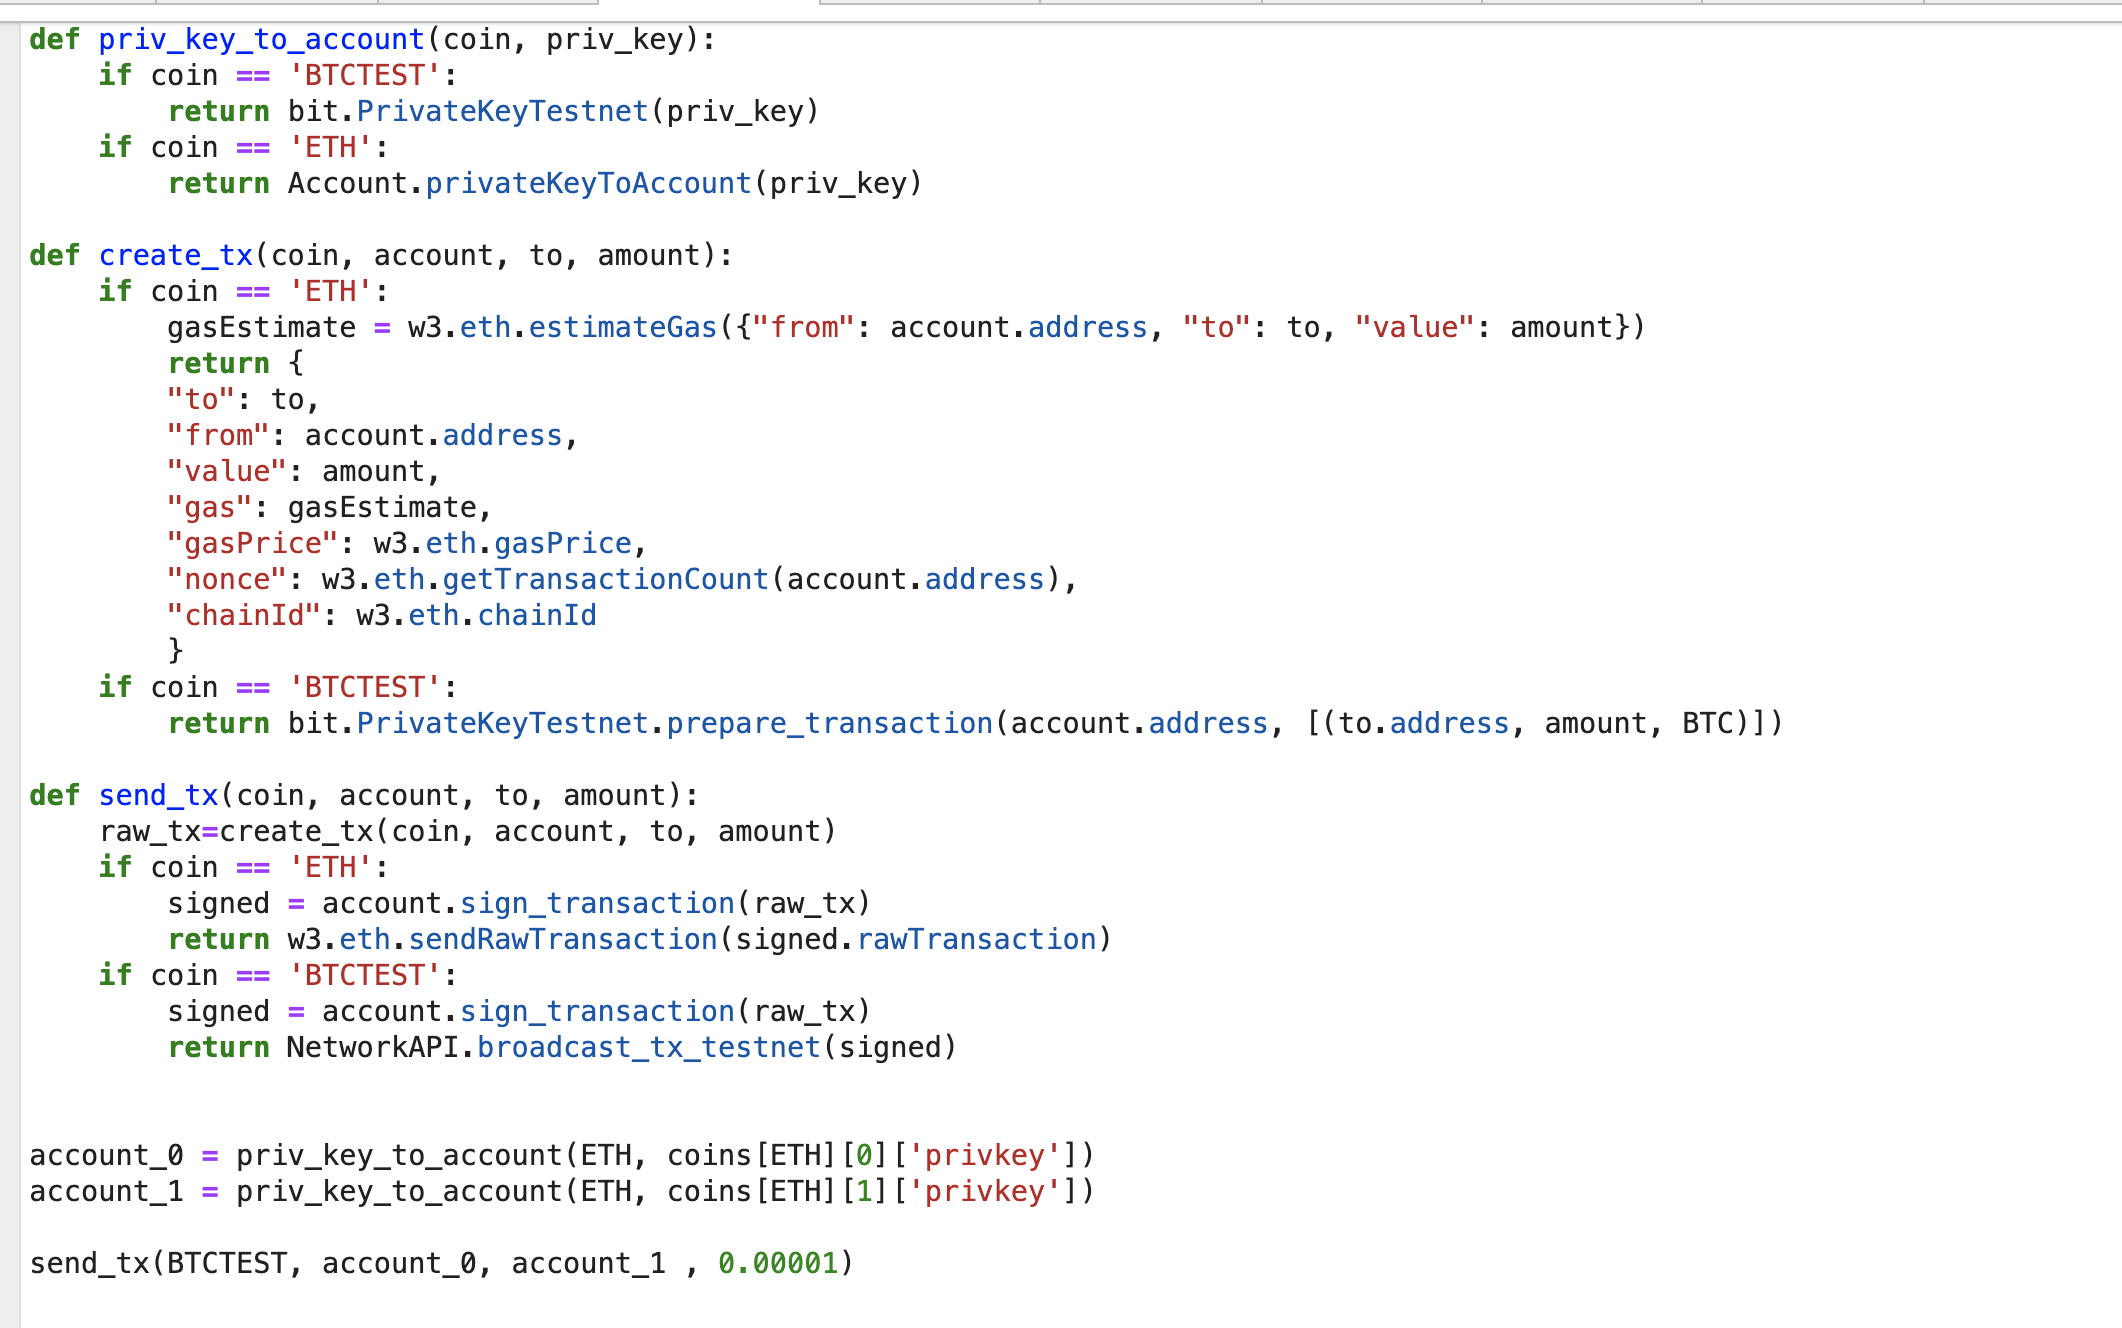 def priv_key_to_account(coin, priv_key):
    if coin == 'BTCTEST':
        return bit.PrivateKeyTestnet(priv_key)
    if coin == 'ETH':
        return Account.privateKeyToAccount(priv_key)

def create_tx(coin, account, to, amount):
    if coin == 'ETH':
        gasEstimate = w3.eth.estimateGas({"from": account.address, "to": to, "value": amount})
        return {
        "to": to,
        "from": account.address,
        "value": amount,
        "gas": gasEstimate,
        "gasPrice": w3.eth.gasPrice,
        "nonce": w3.eth.getTransactionCount(account.address),
        "chainId": w3.eth.chainId
        }
    if coin == 'BTCTEST':
        return bit.PrivateKeyTestnet.prepare_transaction(account.address, [(to.address, amount, BTC)])

def send_tx(coin, account, to, amount):
    raw_tx=create_tx(coin, account, to, amount)
    if coin == 'ETH':
        signed = account.sign_transaction(raw_tx)
        return w3.eth.sendRawTransaction(signed.rawTransaction)
    if coin == 'BTCTEST':
        signed = account.sign_transaction(raw_tx)
        return NetworkAPI.broadcast_tx_testnet(signed)


account_0 = priv_key_to_account(ETH, coins[ETH][0]['privkey'])
account_1 = priv_key_to_account(ETH, coins[ETH][1]['privkey'])

send_tx(BTCTEST, account_0, account_1 , 0.00001)